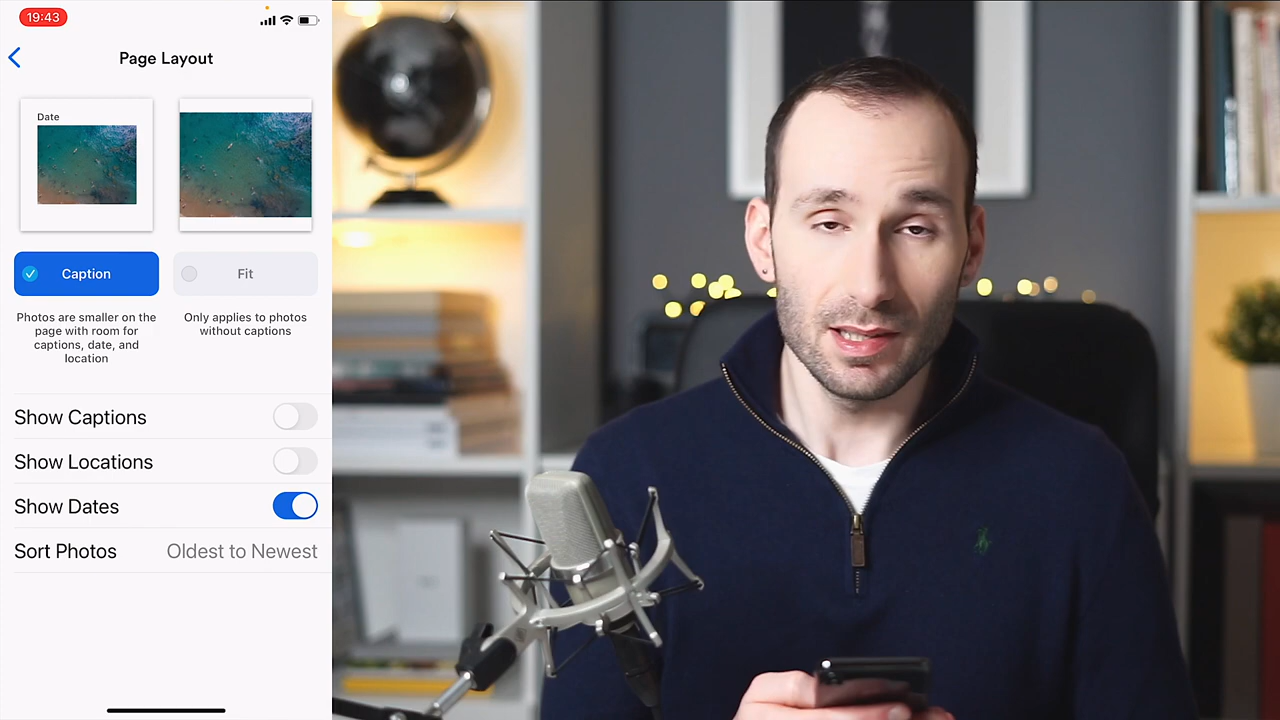 19:43
Page Layout
Date
Caption
Fit
Photos are smaller on the
page with room for
captions, date, and
location
Only applies to photos
without captions
Show Captions
Show Locations
Show Dates
Sort Photos Oldest to Newest